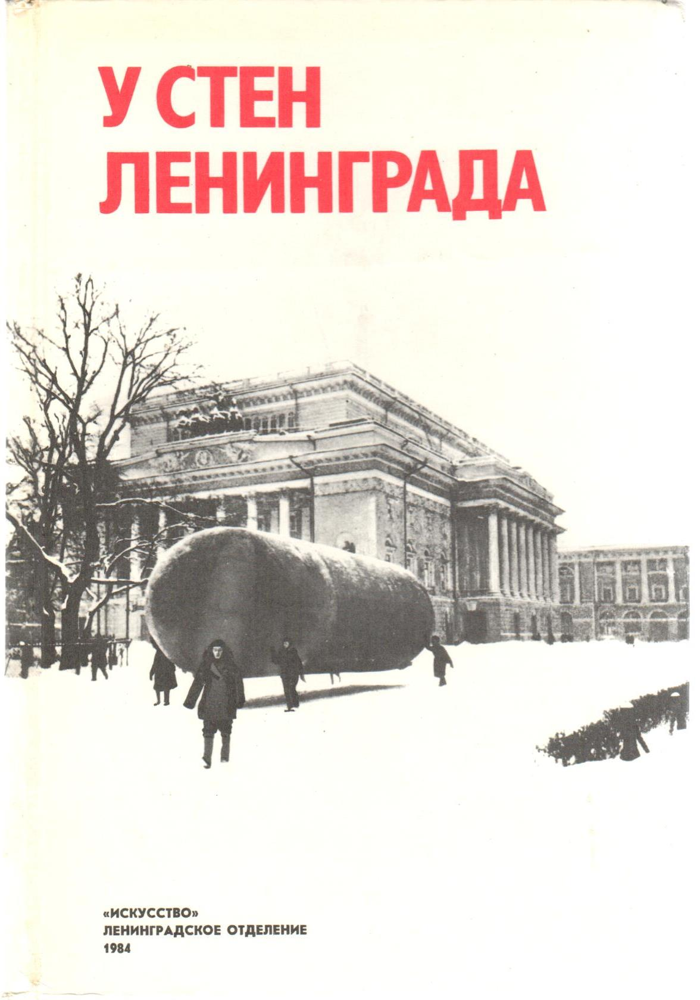 У СТЕН
ЛЕНИНГРАДА
«ИСКУССТВО»
ЛЕНИНГРАДСКОЕ ОТДЕЛЕНИЕ
1984